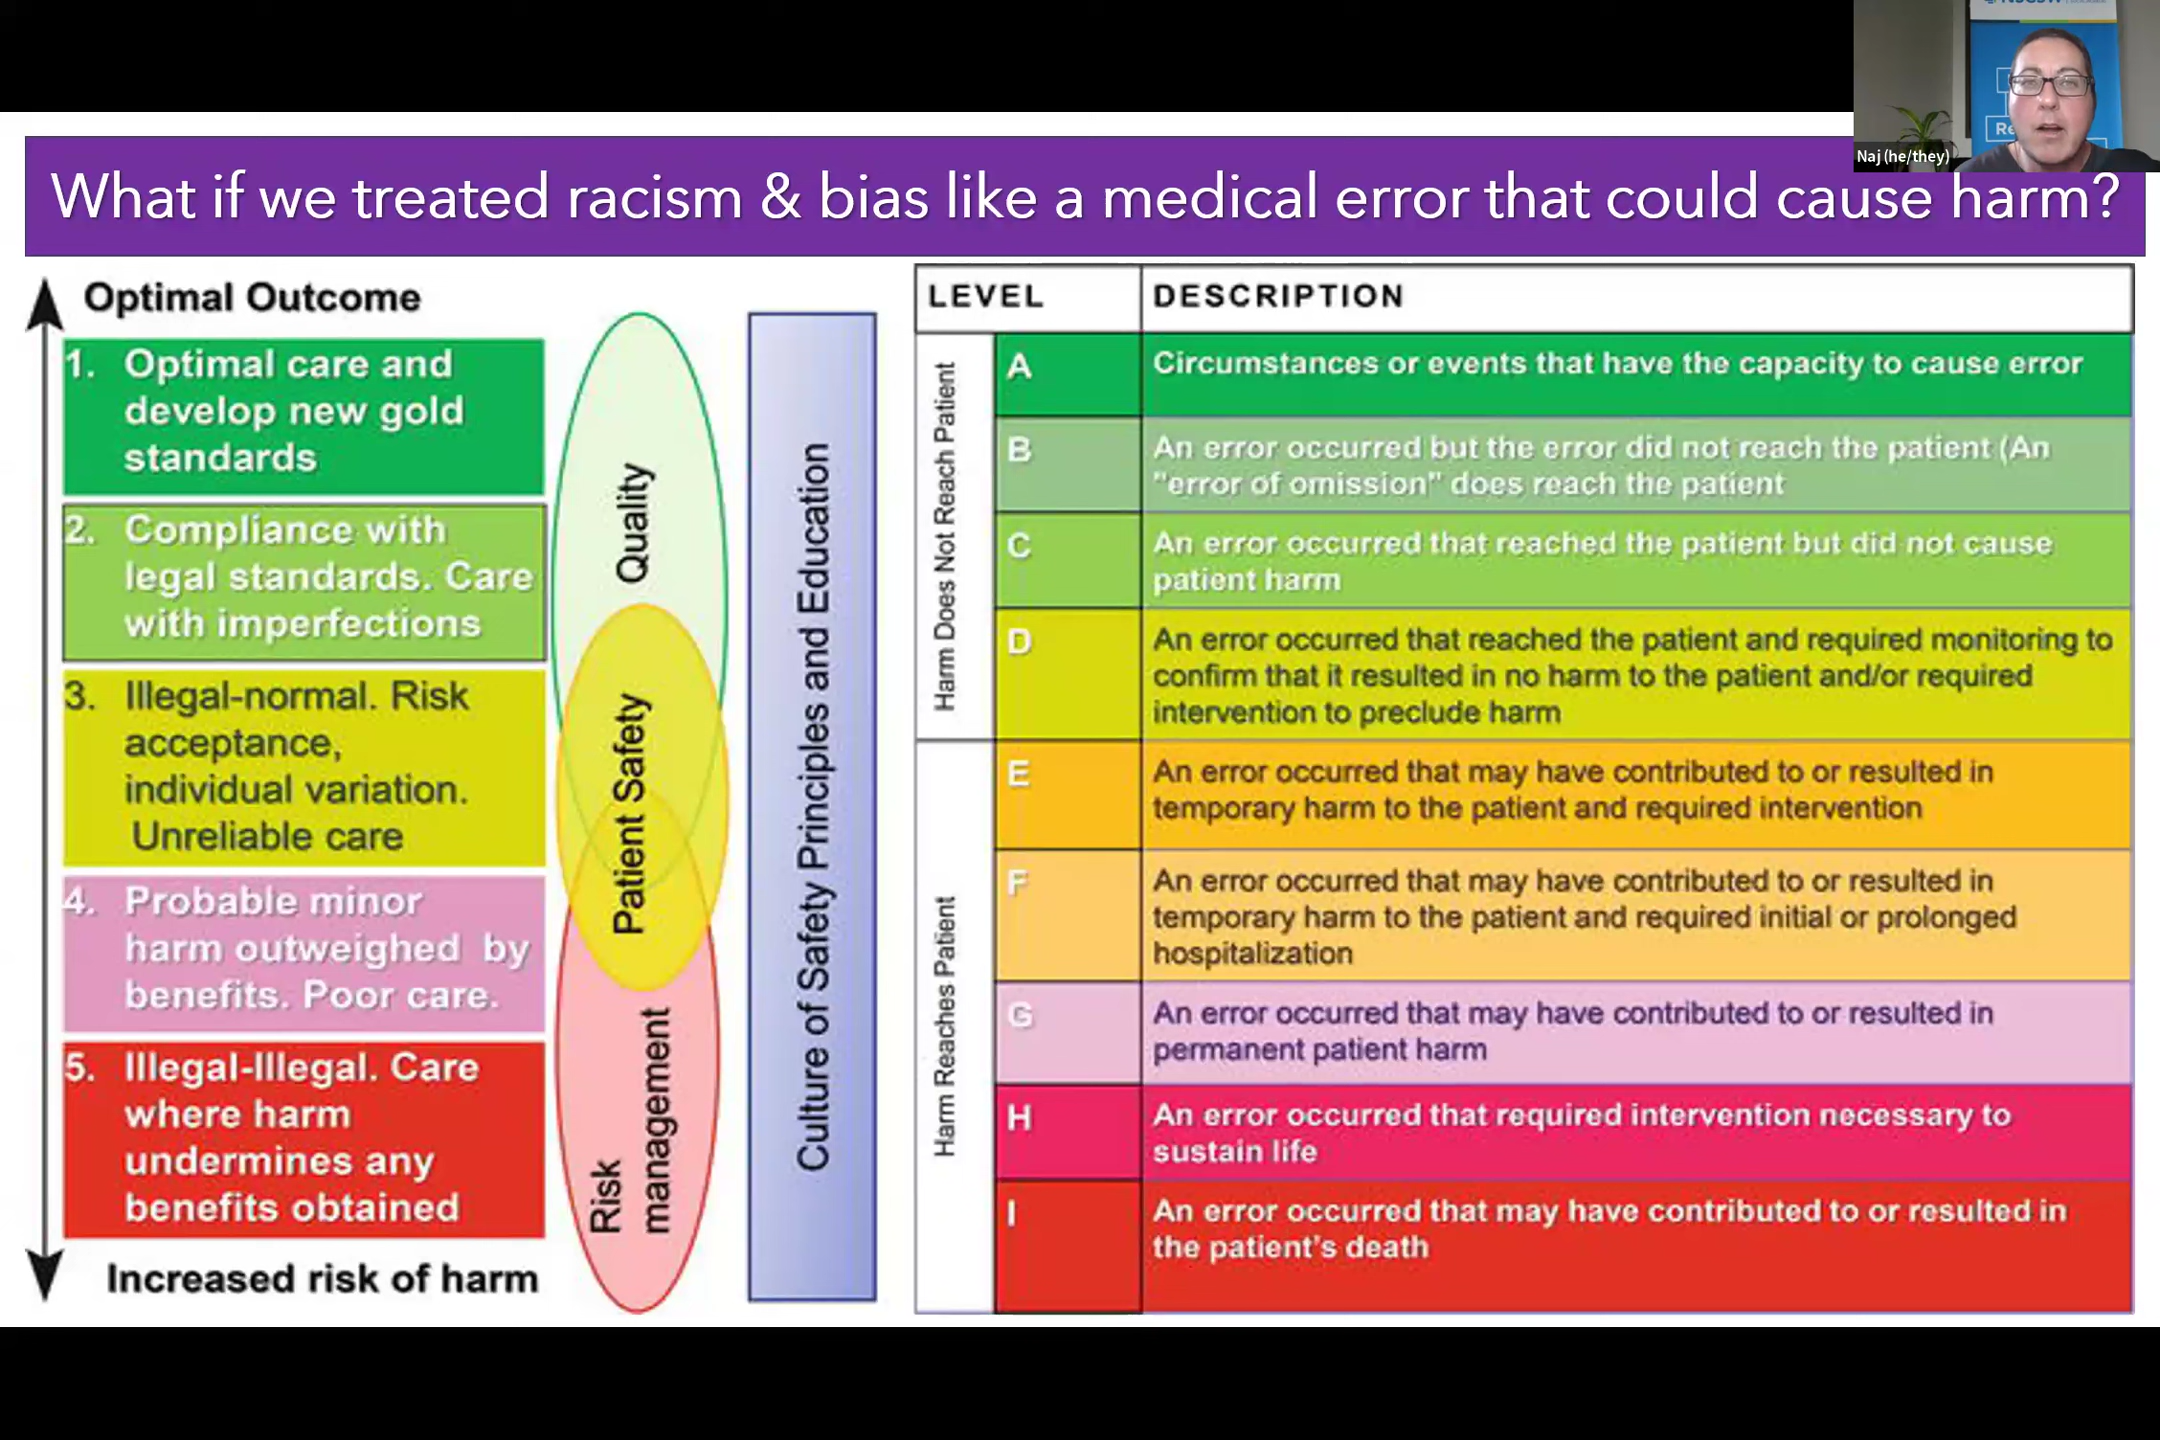 Naj (he/they)
What if we treated racism & bias like a medical error that could cause harm?
Optimal Outcome
1. Optimal care and
develop new gold
standards
2. Compliance with
legal standards. Care
with imperfections
3. Illegal-normal. Risk
acceptance,
individual variation.
Unreliable care
4. Probable minor
harm outweighed by
benefits. Poor care.
5. Illegal-Illegal. Care
where harm
undermines any
benefits obtained
Increased risk of harm
Quality
Patient Safety
Risk
management
Culture of Safety Principles and Education
LEVEL DESCRIPTION
Harm Does Not Reach Patient
A Circumstances or events that have the capacity to cause error
B An error occurred but the error did not reach the patient (An
"error of omission" does reach the patient
C An error occurred that reached the patient but did not cause
patient harm
D An error occurred that reached the patient and required monitoring to
confirm that it resulted in no harm to the patient and/or required
intervention to preclude harm
Harm Reaches Patient
E An error occurred that may have contributed to or resulted in
temporary harm to the patient and required intervention
F An error occurred that may have contributed to or resulted in
temporary harm to the patient and required initial or prolonged
hospitalization
G An error occurred that may have contributed to or resulted in
permanent patient harm
H An error occurred that required intervention necessary to
sustain life
I An error occurred that may have contributed to or resulted in
the patient's death